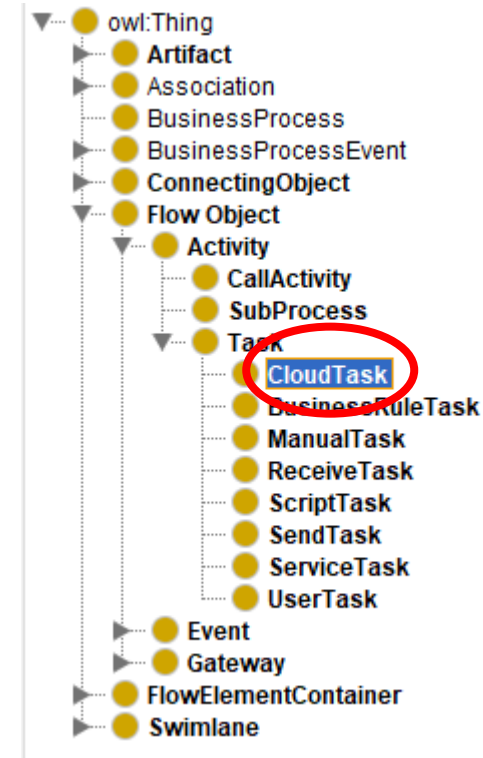 owl:Thing
Artifact
Association
BusinessProcess
BusinessProcessEvent
ConnectingObject
Flow Object
Activity
CallActivity
SubProcess
Task
CloudTask
BusinessRuleTask
ManualTask
ReceiveTask
ScriptTask
SendTask
ServiceTask
UserTask
Event
Gateway
FlowElementContainer
Swimlane